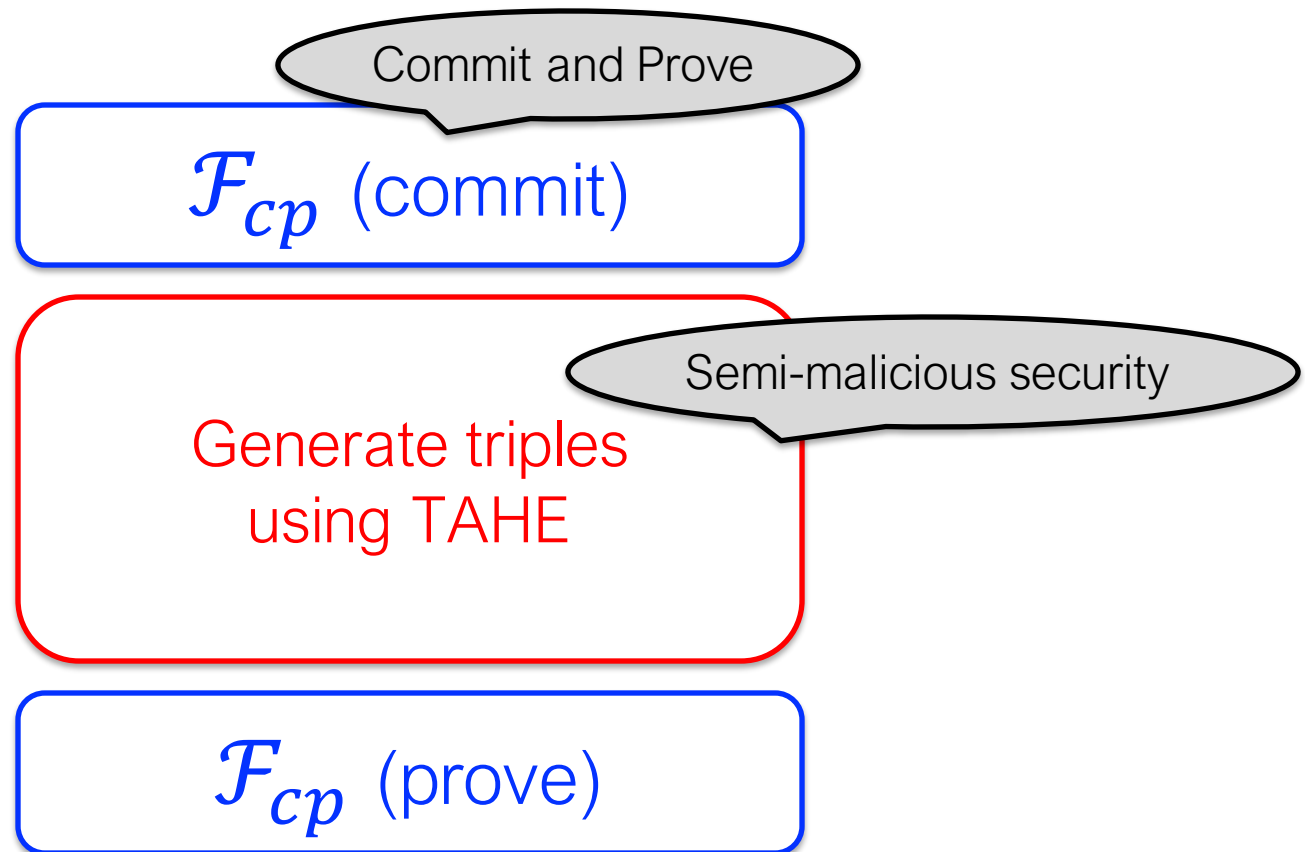 Commit and Prove
ℱ𝑐𝑝 (commit)
Semi-malicious security
Generate triples
using TAHE
ℱ𝑐𝑝 (prove)